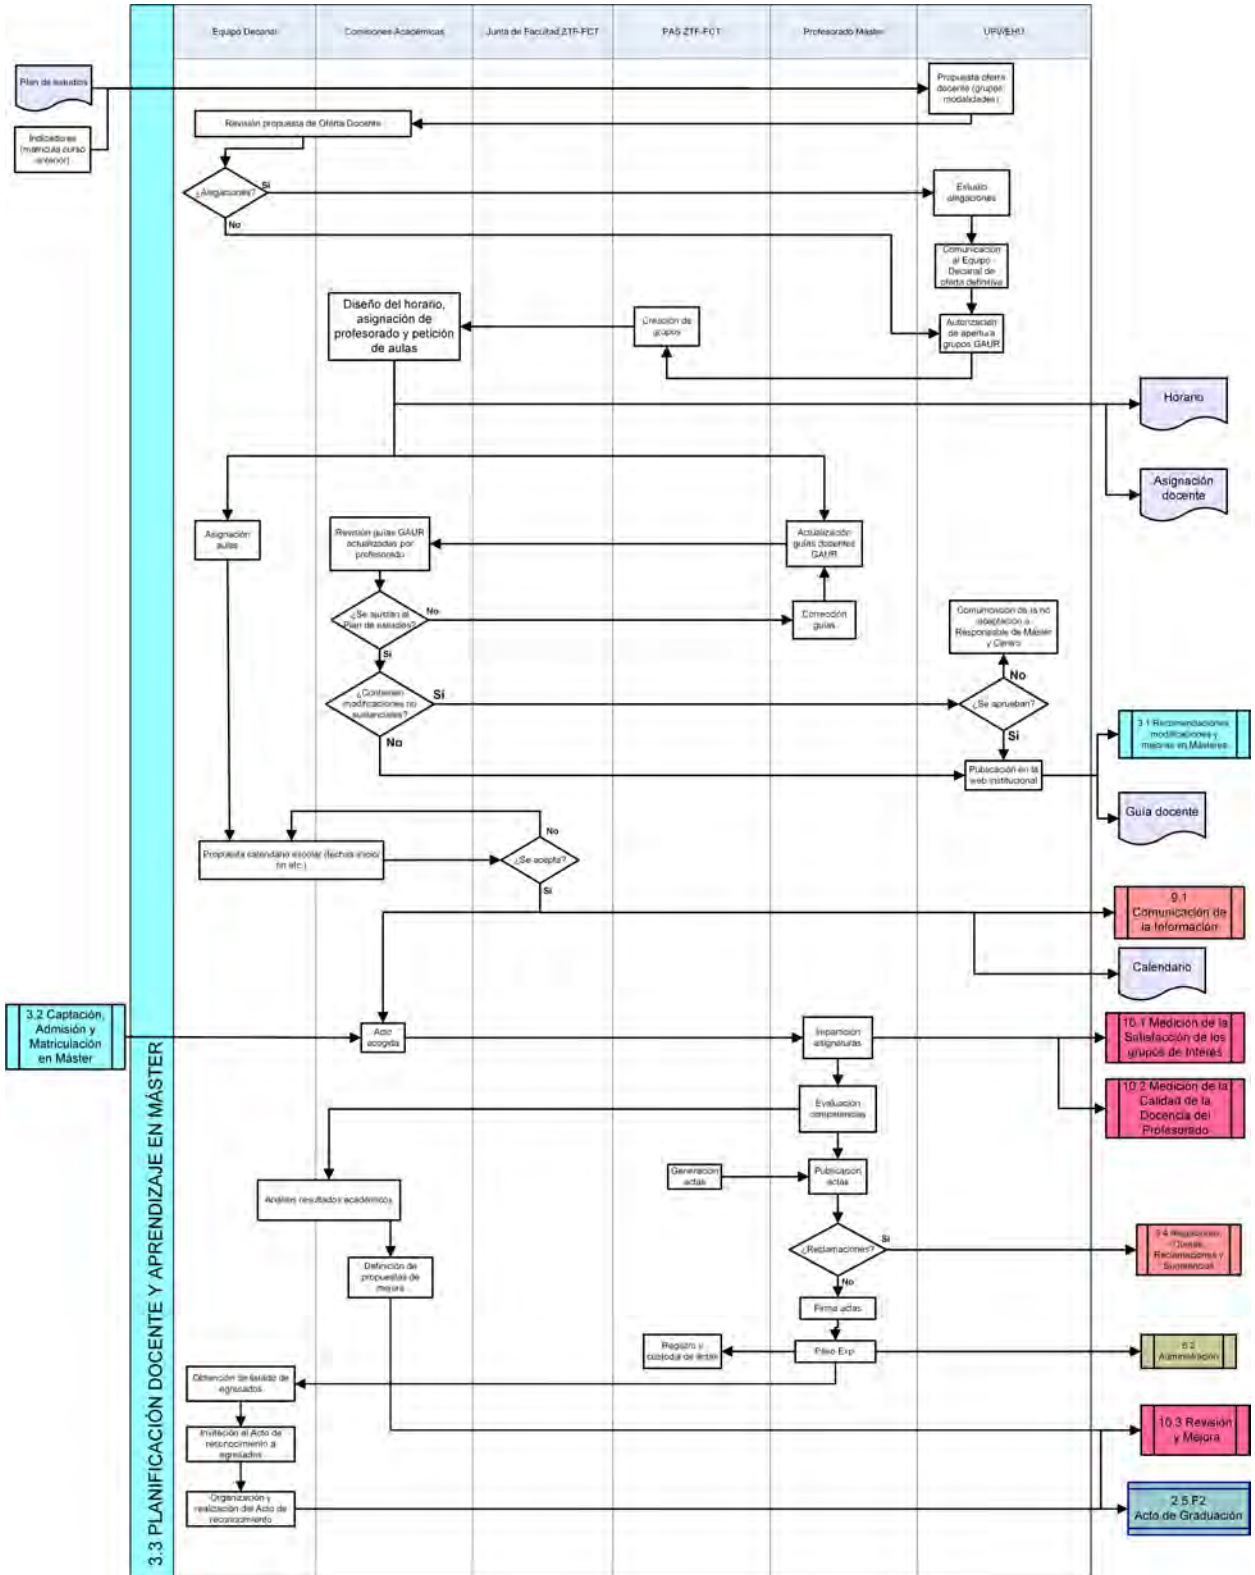 Equipo Decanal
Comisiones Académicas
Junta de Facultad ZTF-FCT
PAS ZTF-FCT
Profesorado Máster
UPV/EHU
Plan de estudios
Indicadores
(matrícula curso
anterior)
Propuesta oferta
docente (grupos,
modalidades)
Revisión propuesta de Oferta Docente
¿Alegaciones?
Sí
No
Estudio
alegaciones
Comunicación
al Equipo
Decanal de
oferta definitiva
Diseño del horario,
asignación de
profesorado y petición
de aulas
Creación de
grupos
Autorización
de apertura
grupos GAUR
Horario
Asignación
docente
Asignación
aulas
Revisión guías GAUR
actualizadas por
profesorado
Actualización
guías docentes
GAUR
¿Se ajustan al
Plan de estudios?
No
Sí
Corrección
guías
Comunicación de la no
aceptación a
Responsable de Máster
y Centro
¿Contienen
modificaciones no
sustanciales?
Sí
No
No
¿Se aprueban?
Sí
Publicación en la
web institucional
3.1 Recomendaciones
modificaciones y
mejoras en Másteres
Guía docente
Propuesta calendario escolar (fechas inicio/
fin etc.)
No
¿Se acepta?
Sí
9.1
Comunicación de
la Información
Calendario
3.2 Captación,
Admisión y
Matriculación
en Máster
Acto
acogida
Impartición
asignaturas
10.1 Medición de la
Satisfacción de los
grupos de Interés
Evaluación
competencias
10.2 Medición de la
Calidad de la
Docencia del
Profesorado
Generación
actas
Publicación
actas
Análisis resultados académicos
¿Reclamaciones?
Sí
No
Quejas,
Reclamaciones y
Sugerencias
Definición de
propuestas de
mejora
Firma actas
Registro y
custodia de actas
Paso Exp.
Administración
Obtención de listado de
egresados
Invitación al Acto de
reconocimiento a
egresados
10.3 Revisión
y Mejora
Organización y
realización del Acto de
reconocimiento
2.5.P2
Acto de Graduación
3.3 PLANIFICACIÓN DOCENTE Y APRENDIZAJE EN MÁSTER